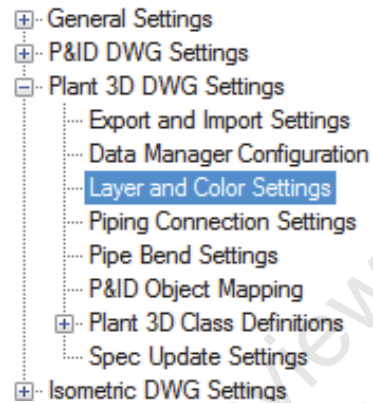 General Settings
P&ID DWG Settings
Plant 3D DWG Settings
Export and Import Settings
Data Manager Configuration
Layer and Color Settings
Piping Connection Settings
Pipe Bend Settings
P&ID Object Mapping
Plant 3D Class Definitions
Spec Update Settings
Isometric DWG Settings